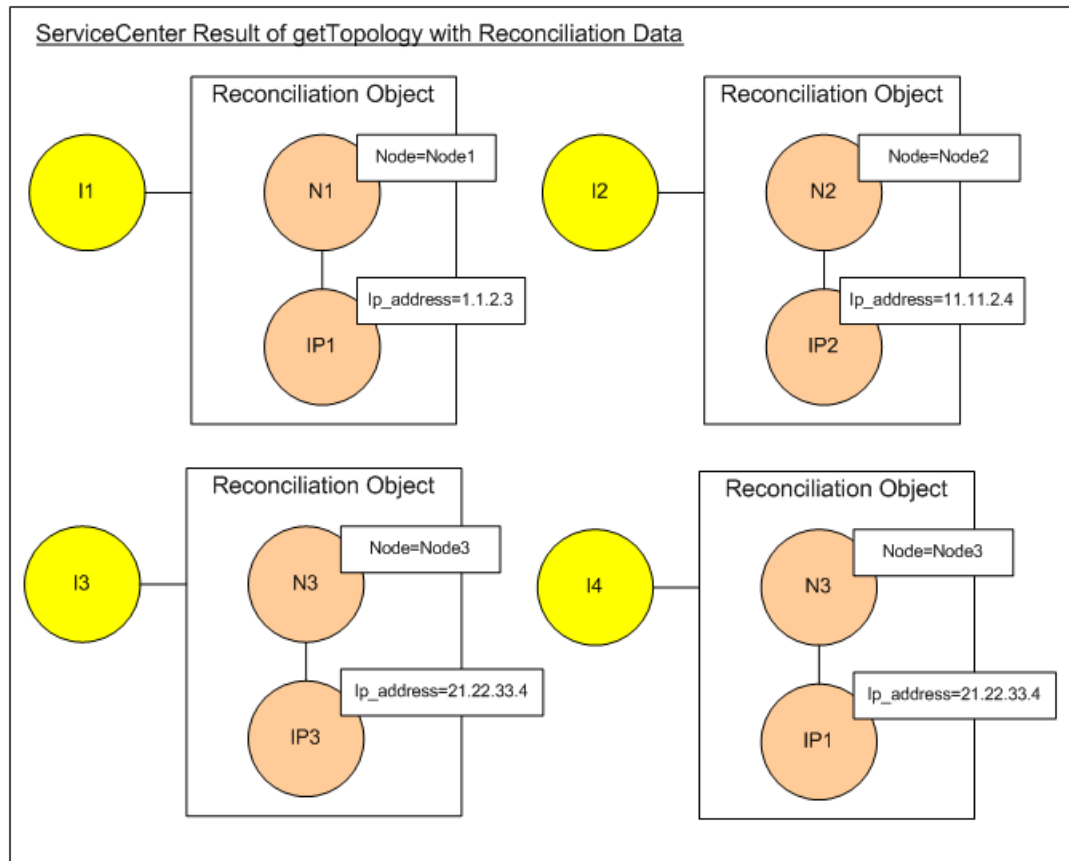 ServiceCenter Result of getTopology with Reconciliation Data
Reconciliation Object
I1
N1
Node=Node1
Ip_address=1.1.2.3
IP1
Reconciliation Object
I2
N2
Node=Node2
Ip_address=11.11.2.4
IP2
Reconciliation Object
I3
N3
Node=Node3
Ip_address=21.22.33.4
IP3
Reconciliation Object
I4
N3
Node=Node3
Ip_address=21.22.33.4
IP1